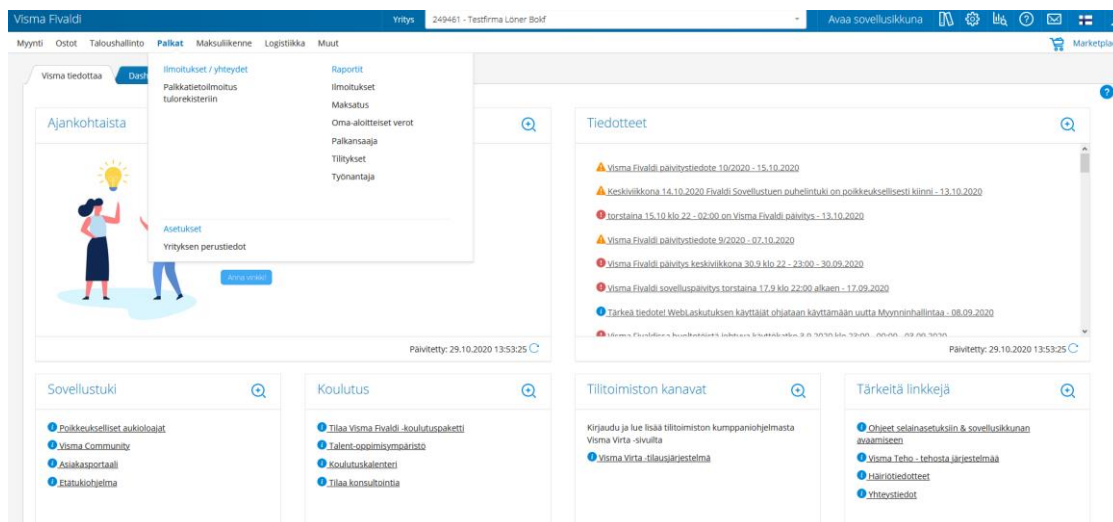 Visma Fivaldi
Yritys 249461 - Testfirma Löner Bokf
Avaa sovellusikkuna
Myynti Ostot Taloushallinto Palkat Maksuliikenne Logistiikka Muut
Visma tiedottaa
Dash
Ilmoitukset / yhteydet
Palkkatietoilmoitus
tulorekisteriin
Raportit
Ilmoitukset
Maksatus
Oma-aloitteiset verot
Palkansaaja
Tilitykset
Työnantaja
Asetukset
Yrityksen perustiedot
Ajankohtaista
Anna vinkki!
Päivitetty: 29.10.2020 13:53:25
Tiedotteet
Visma Fivaldi päivitystiedote 10/2020 - 15.10.2020
Keskiviikkona 14.10.2020 Fivaldi Sovellustuen puhelintuki on poikkeuksellisesti kiinni - 13.10.2020
torstaina 15.10 klo 22 - 02:00 on Visma Fivaldi päivitys - 13.10.2020
Visma Fivaldi päivitystiedote 9/2020 - 07.10.2020
Visma Fivaldi päivitys keskiviikkona 30.9 klo 22 - 23:00 - 30.09.2020
Visma Fivaldi sovelluspäivitys torstaina 17.9 klo 22:00 alkaen - 17.09.2020
Tärkeä tiedote! WebLaskutuksen käyttäjät ohjataan käyttämään uutta Myynninhallintaa - 08.09.2020
Päivitetty: 29.10.2020 13:53:25
Sovellustuki
Poikkeukselliset aukioloajat
Visma Community
Asiakasportaali
Etätukiohjelma
Koulutus
Tilaa Visma Fivaldi -koulutuspaketti
Talent-oppimisympäristö
Koulutuskalenteri
Tilaa konsultointia
Tilitoimiston kanavat
Kirjaudu ja lue lisää tilitoimiston kumppaniohjelmasta
Visma Virta -sivuilta
Visma Virta -tilausjärjestelmä
Tärkeitä linkkejä
Ohjeet selainasetuksiin & sovellusikkunan
avaamiseen
Visma Teho - tehosta järjestelmää
Häiriötiedotteet
Yhteystiedot